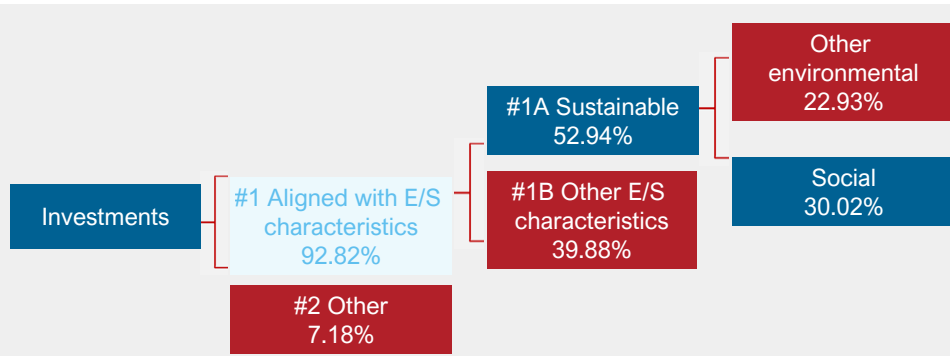 Investments
#1 Aligned with E/S
characteristics
92.82%
#2 Other
7.18%
#1A Sustainable
52.94%
#1B Other E/S
characteristics
39.88%
Other
environmental
22.93%
Social
30.02%